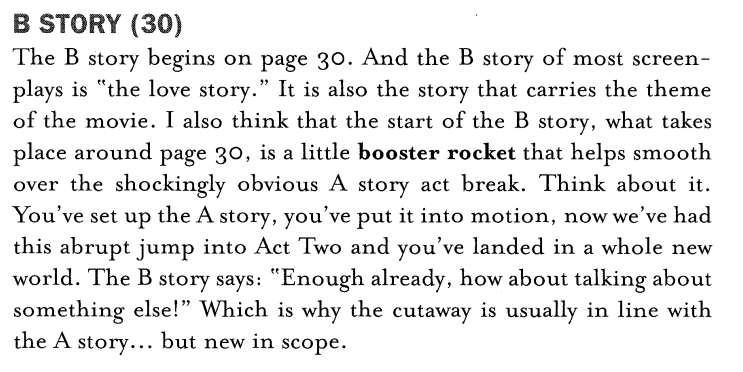 B STORY (30)
The B story begins on page 30. And the B story of most screen-
plays is "the love story." It is also the story that carries the theme
of the movie. I also think that the start of the B story, what takes
place around page 30, is a little booster rocket that helps smooth
over the shockingly obvious A story act break. Think about it.
You've set up the A story, you've put it into motion, now we've had
this abrupt jump into Act Two and you've landed in a whole new
world. The B story says: "Enough already, how about talking about
something else!" Which is why the cutaway is usually in line with
the A story... but new in scope.